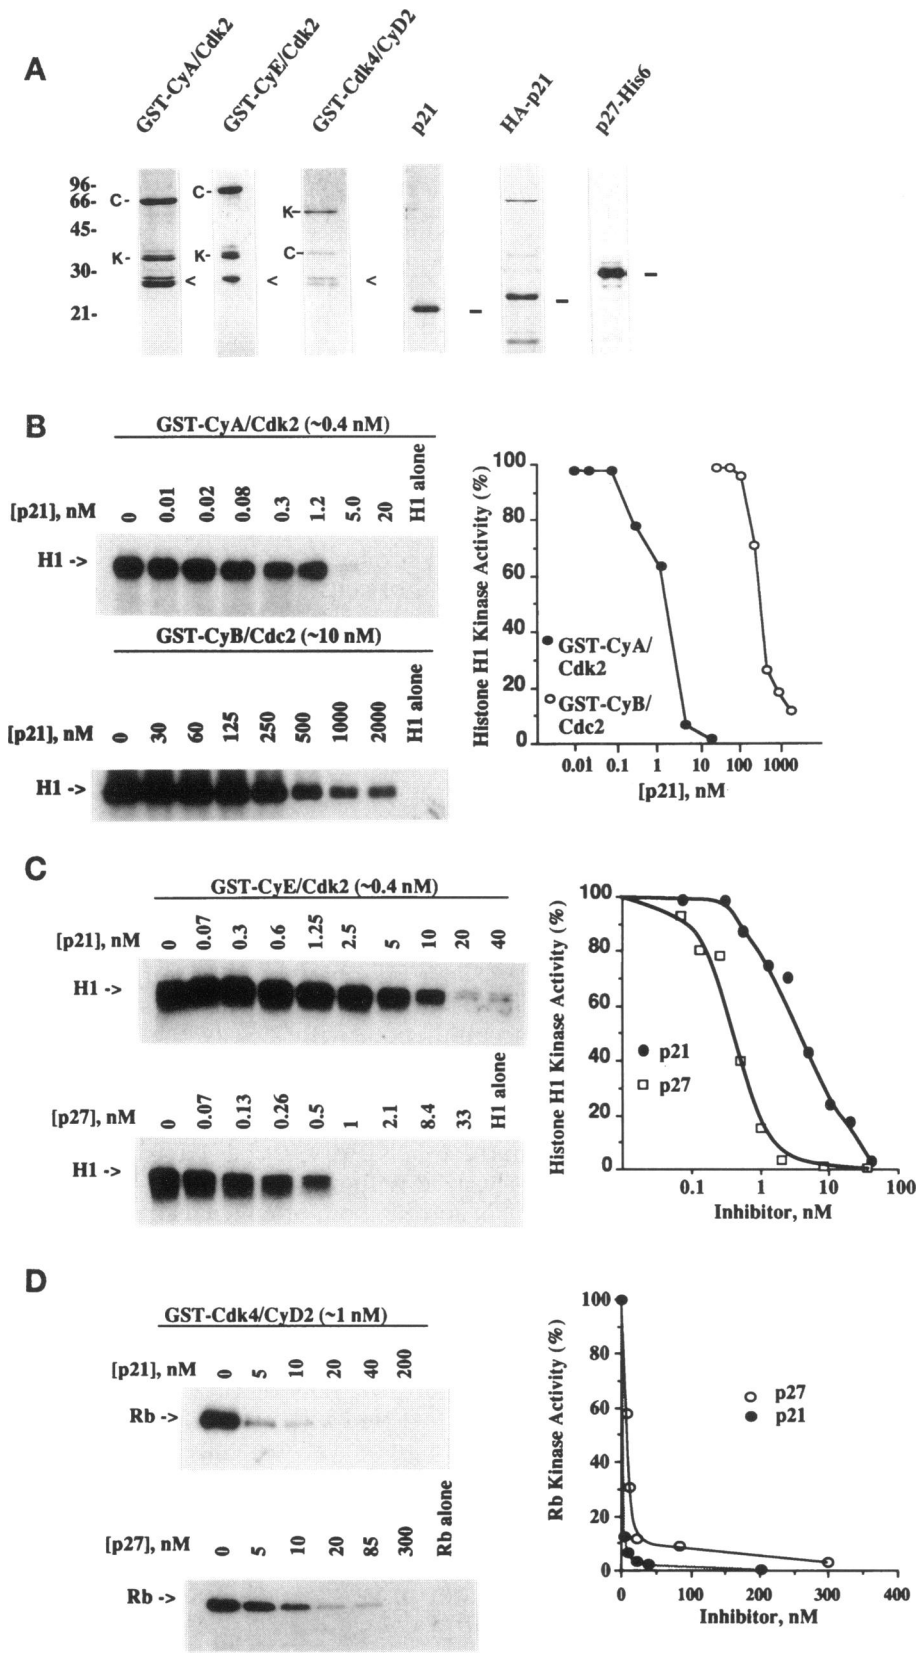 A
GST-CyA/Cdk2
GST-CyE/Cdk2
GST-Cdk4/CyD2
p21
HA-p21
p27-His6
96-
66-
45-
30-
21-
C-
K-
<
C-
K-
<
K-
C-
<
B
GST-CyA/Cdk2 (~0.4 nM)
[p21], nM
0
0.01
0.02
0.08
0.3
1.2
5.0
20
H1 alone
H1 ->
GST-CyB/Cdc2 (~10 nM)
[p21], nM
0
30
60
125
250
500
1000
2000
H1 alone
H1 ->
Histone H1 Kinase Activity (%)
100
80
60
40
20
0
GST-CyA/
Cdk2
GST-CyB/
Cdc2
0.01 0.1 1 10 100 1000
[p21], nM
C
GST-CyE/Cdk2 (~0.4 nM)
[p21], nM
0
0.07
0.3
0.6
1.25
2.5
5
10
20
40
H1 ->
[p27], nM
0
0.07
0.13
0.26
0.5
1
2.1
8.4
33
H1 alone
H1 ->
Histone H1 Kinase Activity (%)
100
80
60
40
20
0
p21
p27
0.1 1 10 100
Inhibitor, nM
D
GST-Cdk4/CyD2 (~1 nM)
[p21], nM
0
5
10
20
40
200
Rb ->
[p27], nM
0
5
10
20
85
300
Rb alone
Rb ->
Rb Kinase Activity (%)
100
80
60
40
20
0
p27
p21
0 100 200 300 400
Inhibitor, nM